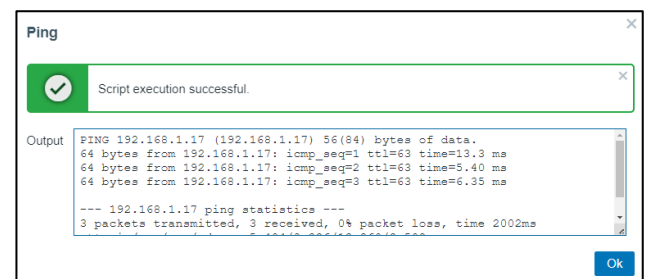 Ping
Script execution successful.
Output
PING 192.168.1.17 (192.168.1.17) 56(84) bytes of data.
64 bytes from 192.168.1.17: icmp_seq=1 ttl=63 time=13.3 ms
64 bytes from 192.168.1.17: icmp_seq=2 ttl=63 time=5.40 ms
64 bytes from 192.168.1.17: icmp_seq=3 ttl=63 time=6.35 ms
--- 192.168.1.17 ping statistics ---
3 packets transmitted, 3 received, 0% packet loss, time 2002ms
Ok